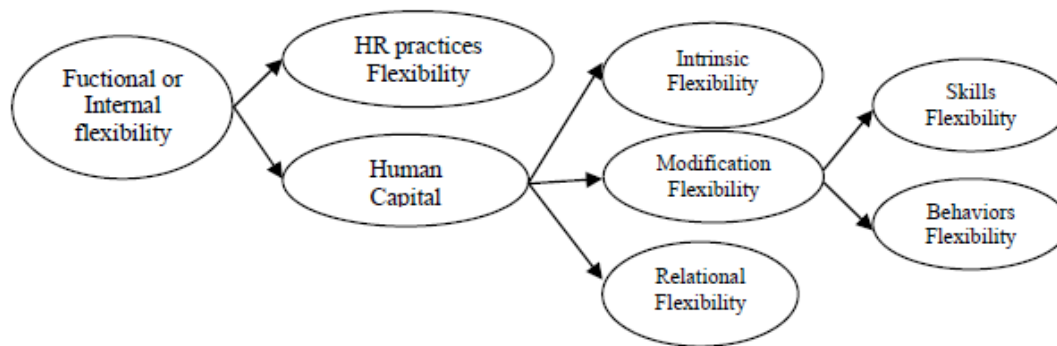 Fuctional or
Internal
flexibility
HR practices
Flexibility
Human
Capital
Intrinsic
Flexibility
Modification
Flexibility
Relational
Flexibility
Skills
Flexibility
Behaviors
Flexibility